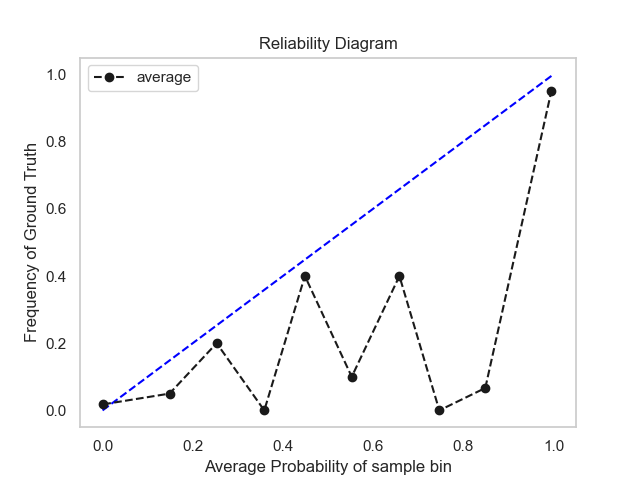 Reliability Diagram
average
1.0
0.8
0.6
0.4
0.2
0.0
Frequency of Ground Truth
0.0 0.2 0.4 0.6 0.8 1.0
Average Probability of sample bin